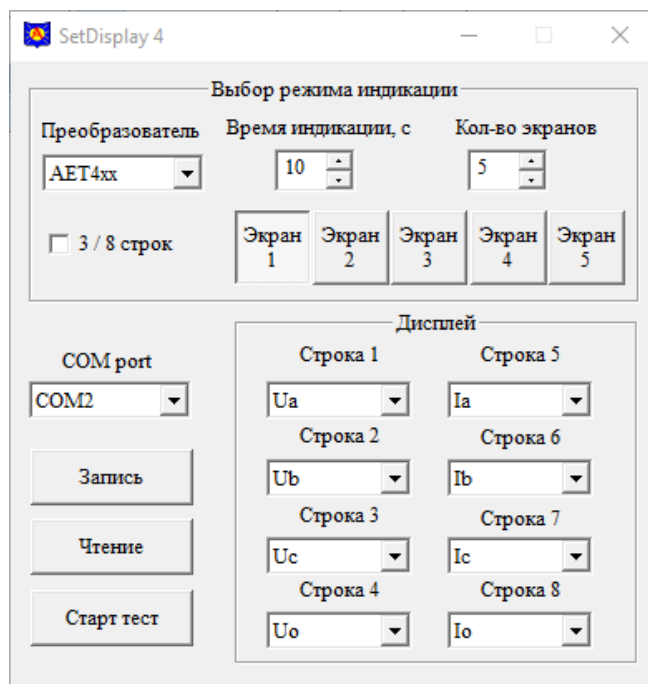 SetDisplay 4
Выбор режима индикации
Преобразователь Время индикации, с Кол-во экранов
AET4xx 10 5
3 / 8 строк Экран 1 Экран 2 Экран 3 Экран 4 Экран 5
Дисплей
COM port Строка 1 Строка 5
COM2 Ua Ia
Строка 2 Строка 6
Запись Ub Ib
Строка 3 Строка 7
Чтение Uc Ic
Строка 4 Строка 8
Старт тест Uo Io